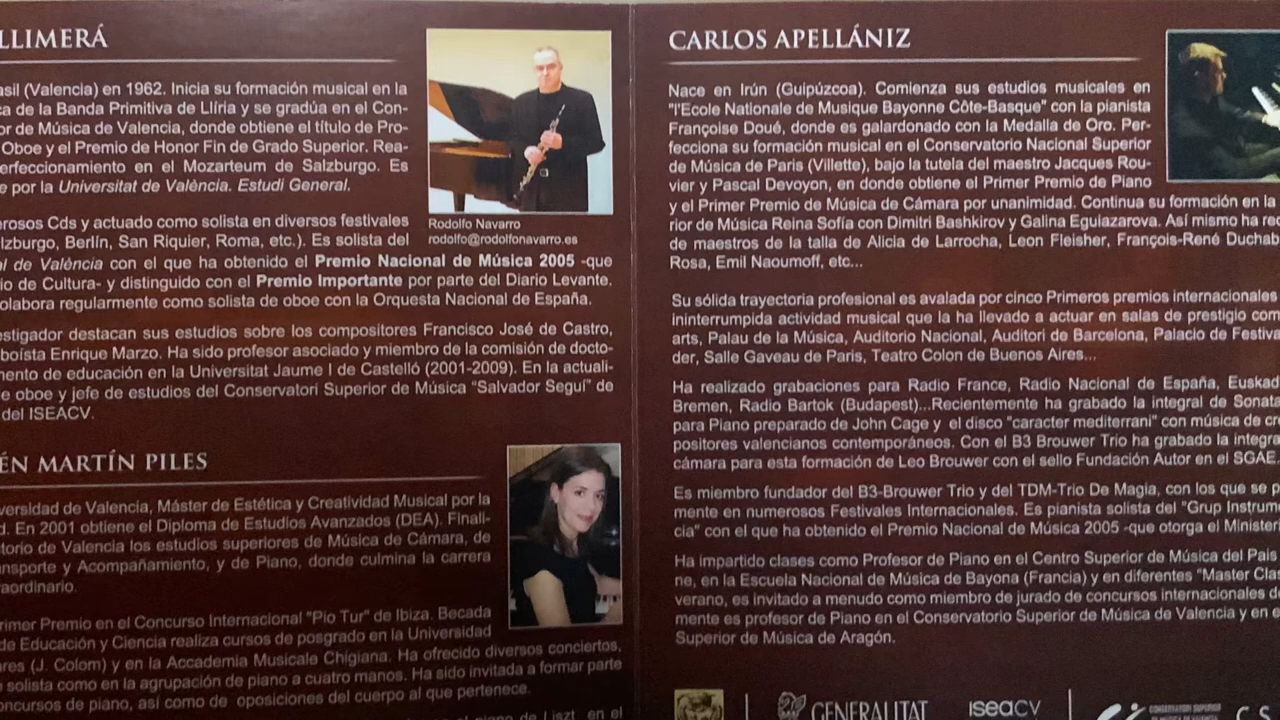 LLIMERÁ
asil (Valencia) en 1962. Inicia su formación musical en la
ca de la Banda Primitiva de Llíria y se gradúa en el Con-
or de Música de Valencia, donde obtiene el título de Pro-
Oboe y el Premio de Honor Fin de Grado Superior. Rea-
erfeccionamiento en el Mozarteum de Salzburgo. Es
e por la Universitat de València. Estudi General.
erosos Cds y actuado como solista en diversos festivales
lzburgo, Berlín, San Riquier, Roma, etc.). Es solista del
al de València con el que ha obtenido el Premio Nacional de Música 2005 -que
io de Cultura- y distinguido con el Premio Importante por parte del Diario Levante.
olabora regularmente como solista de oboe con la Orquesta Nacional de España.
Rodolfo Navarro
rodolfo@rodolfonavarro.es
estigador destacan sus estudios sobre los compositores Francisco José de Castro,
boísta Enrique Marzo. Ha sido profesor asociado y miembro de la comisión de docto-
mento de educación en la Universitat Jaume I de Castelló (2001-2009). En la actuali-
e oboe y jefe de estudios del Conservatori Superior de Música “Salvador Seguí” de
del ISEACV.
ÉN MARTÍN PILES
versidad de Valencia, Máster de Estética y Creatividad Musical por la
d. En 2001 obtiene el Diploma de Estudios Avanzados (DEA). Finali-
torio de Valencia los estudios superiores de Música de Cámara, de
nsporte y Acompañamiento, y de Piano, donde culmina la carrera
raordinario.
rimer Premio en el Concurso Internacional "Pio Tur" de Ibiza. Becada
de Educación y Ciencia realiza cursos de posgrado en la Universidad
ares (J. Colom) y en la Accademia Musicale Chigiana. Ha ofrecido diversos conciertos,
e solista como en la agrupación de piano a cuatro manos. Ha sido invitada a formar parte
oncursos de piano, así como de oposiciones del cuerpo al que pertenece.
piano de Liszt en el
CARLOS APELLÁNIZ
Nace en Irún (Guipúzcoa). Comienza sus estudios musicales en
"l'Ecole Nationale de Musique Bayonne Côte-Basque" con la pianista
Françoise Doué, donde es galardonado con la Medalla de Oro. Per-
fecciona su formación musical en el Conservatorio Nacional Superior
de Música de Paris (Villette), bajo la tutela del maestro Jacques Rou-
vier y Pascal Devoyon, en donde obtiene el Primer Premio de Piano
y el Primer Premio de Música de Cámara por unanimidad. Continua su formación en la
rior de Música Reina Sofía con Dimitri Bashkirov y Galina Eguiazarova. Así mismo ha re
de maestros de la talla de Alicia de Larrocha, Leon Fleisher, François-René Duchab
Rosa, Emil Naoumoff, etc...
Su sólida trayectoria profesional es avalada por cinco Primeros premios internacionales
ininterrumpida actividad musical que la ha llevado a actuar en salas de prestigio com
arts, Palau de la Música, Auditorio Nacional, Auditori de Barcelona, Palacio de Festiva
der, Salle Gaveau de Paris, Teatro Colon de Buenos Aires...
Ha realizado grabaciones para Radio France, Radio Nacional de España, Euskad
Bremen, Radio Bartok (Budapest)...Recientemente ha grabado la integral de Sonata
para Piano preparado de John Cage y el disco "caracter mediterrani" con música de cre
positores valencianos contemporáneos. Con el B3 Brouwer Trio ha grabado la integra
cámara para esta formación de Leo Brouwer con el sello Fundación Autor en el SGAE.
Es miembro fundador del B3-Brouwer Trio y del TDM-Trio De Magia, con los que se p
mente en numerosos Festivales Internacionales. Es pianista solista del "Grup Instrum
cia" con el que ha obtenido el Premio Nacional de Música 2005 -que otorga el Minister
Ha impartido clases como Profesor de Piano en el Centro Superior de Música del Pais
ne, en la Escuela Nacional de Música de Bayona (Francia) y en diferentes "Master Clas
verano, es invitado a menudo como miembro de jurado de concursos internacionales de
mente es profesor de Piano en el Conservatorio Superior de Música de Valencia y en e
Superior de Música de Aragón.
GENERALITAT
iseacv
CONSERVATORI SUPERIOR